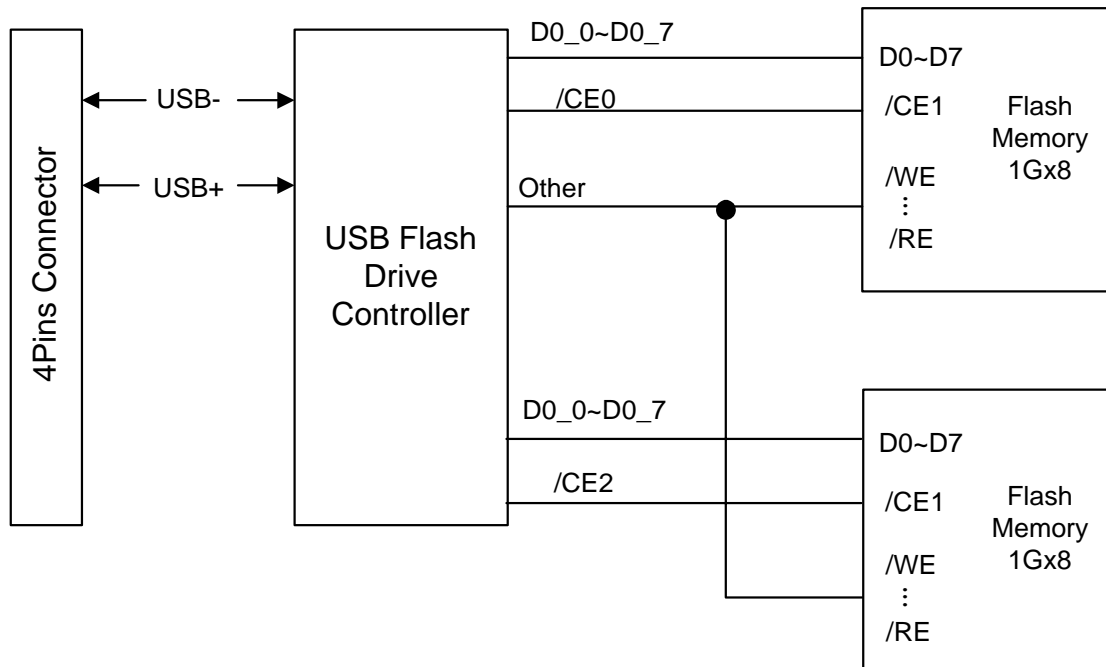 4Pins Connector
USB-
USB+
USB Flash
Drive
Controller
D0_0~D0_7
/CE0
Other
D0~D7
/CE1
/WE
⋮
/RE
Flash
Memory
1Gx8
D0_0~D0_7
/CE2
D0~D7
/CE1
/WE
⋮
/RE
Flash
Memory
1Gx8